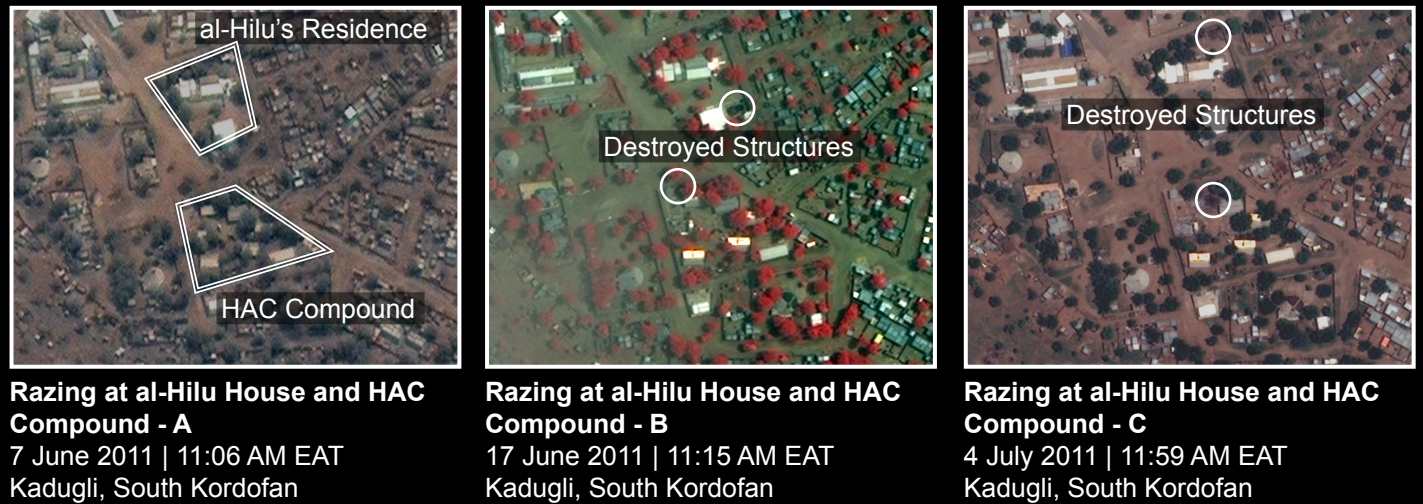 al-Hilu's Residence
HAC Compound
Razing at al-Hilu House and HAC
Compound - A
7 June 2011 | 11:06 AM EAT
Kadugli, South Kordofan
Destroyed Structures
Razing at al-Hilu House and HAC
Compound - B
17 June 2011 | 11:15 AM EAT
Kadugli, South Kordofan
Destroyed Structures
Razing at al-Hilu House and HAC
Compound - C
4 July 2011 | 11:59 AM EAT
Kadugli, South Kordofan